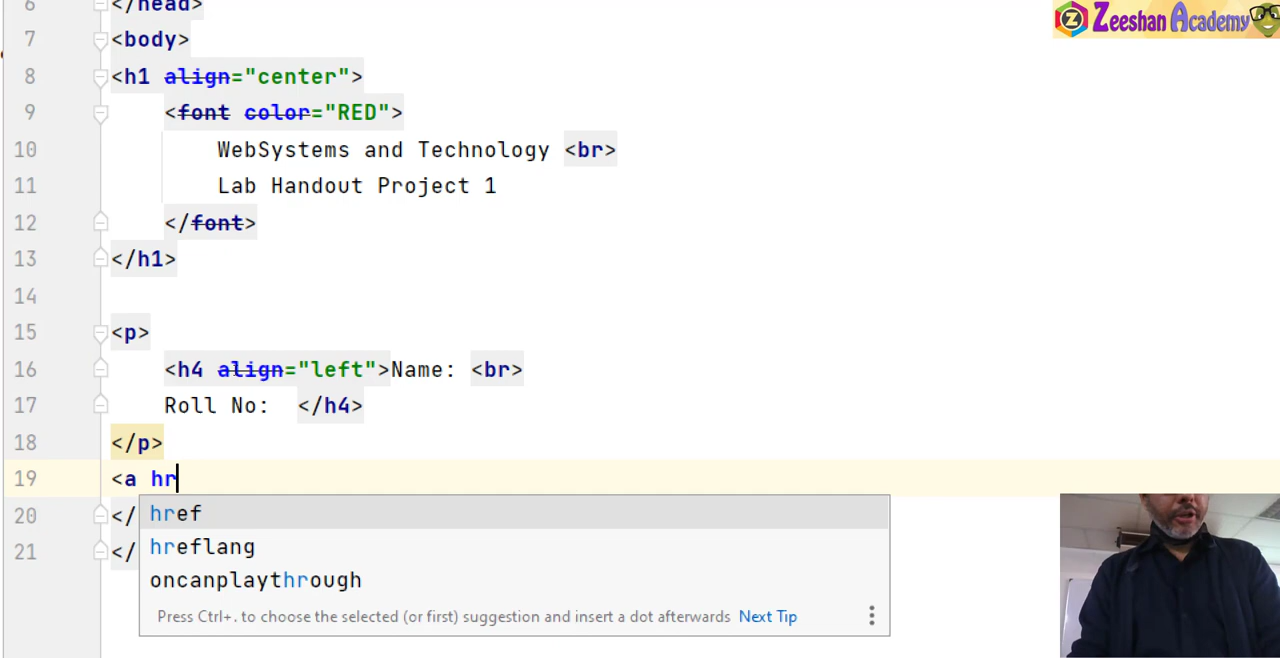 Zeeshan Academy
6 </head>
7 <body>
8 <h1 align="center">
9 <font color="RED">
10 WebSystems and Technology <br>
11 Lab Handout Project 1
12 </font>
13 </h1>
14
15 <p>
16 <h4 align="left">Name: <br>
17 Roll No: </h4>
18 </p>
19 <a hr
20 </
21 </
href
hreflang
oncanplaythrough
Press Ctrl+. to choose the selected (or first) suggestion and insert a dot afterwards Next Tip